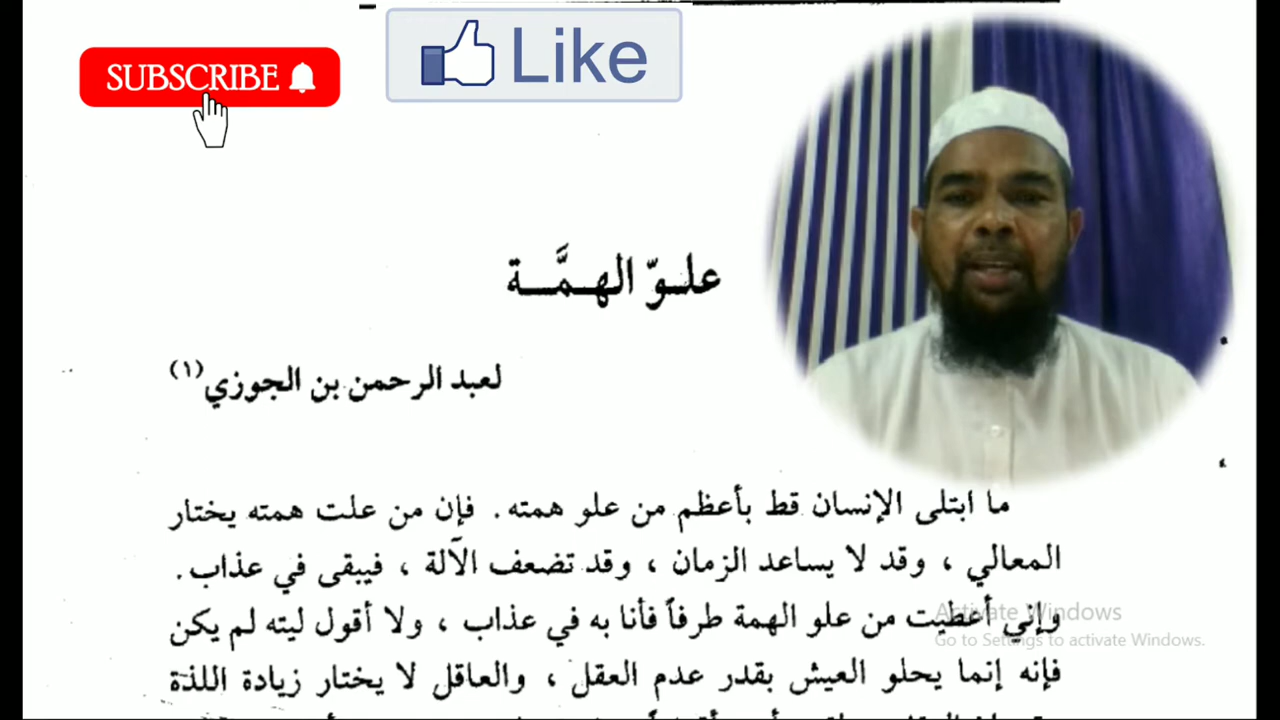 SUBSCRIBE
Like
علـوّ الهـمَّـــة
لعبد الرحمن بن الجوزي(١)
ما ابتلى الإنسان قط بأعظم من علو همته. فإن من علت همته يختار
المعالي ، وقد لا يساعد الزمان ، وقد تضعف الآلة ، فيبقى في عذاب.
وإني أعطيت من علو الهمة طرفاً فأنا به في عذاب ، ولا أقول ليته لم يكن
فإنه إنما يحلو العيش بقدر عدم العقل ، والعاقل لا يختار زيادة اللذة
Activate Windows
Go to Settings to activate Windows.